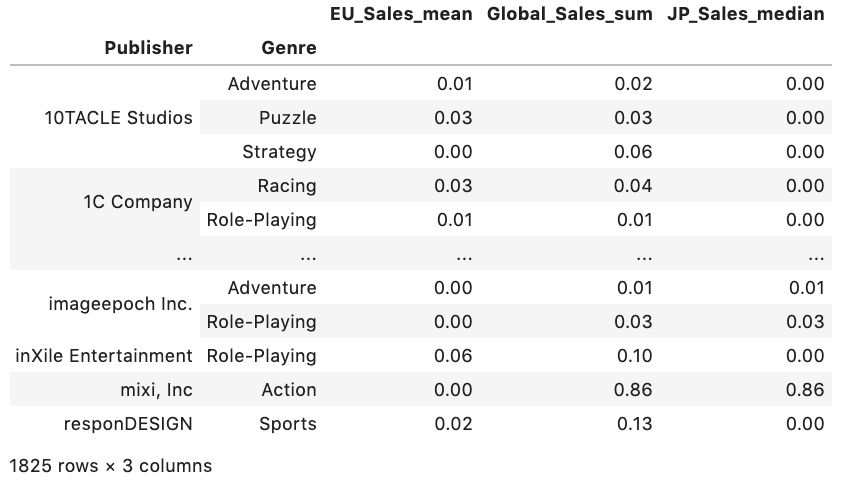 EU_Sales_mean Global_Sales_sum JP_Sales_median
Publisher Genre
10TACLE Studios Adventure 0.01 0.02 0.00
Puzzle 0.03 0.03 0.00
Strategy 0.00 0.06 0.00
1C Company Racing 0.03 0.04 0.00
Role-Playing 0.01 0.01 0.00
... ... ... ... ...
imageepoch Inc. Adventure 0.00 0.01 0.01
Role-Playing 0.00 0.03 0.03
inXile Entertainment Role-Playing 0.06 0.10 0.00
mixi, Inc Action 0.00 0.86 0.86
responDESIGN Sports 0.02 0.13 0.00
1825 rows × 3 columns